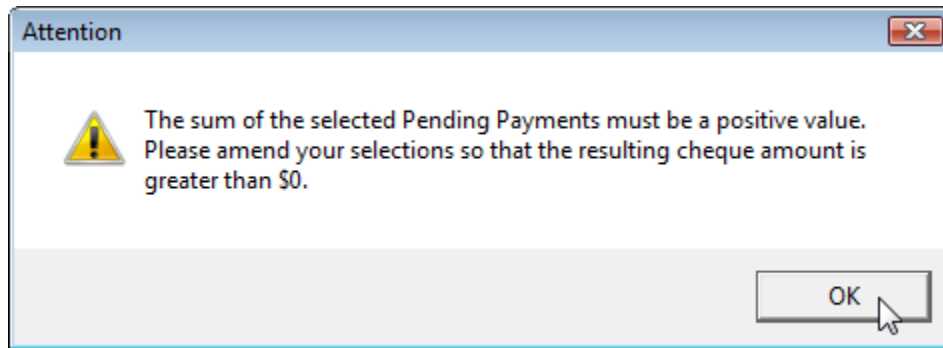 Attention
The sum of the selected Pending Payments must be a positive value.
Please amend your selections so that the resulting cheque amount is
greater than $0.
OK